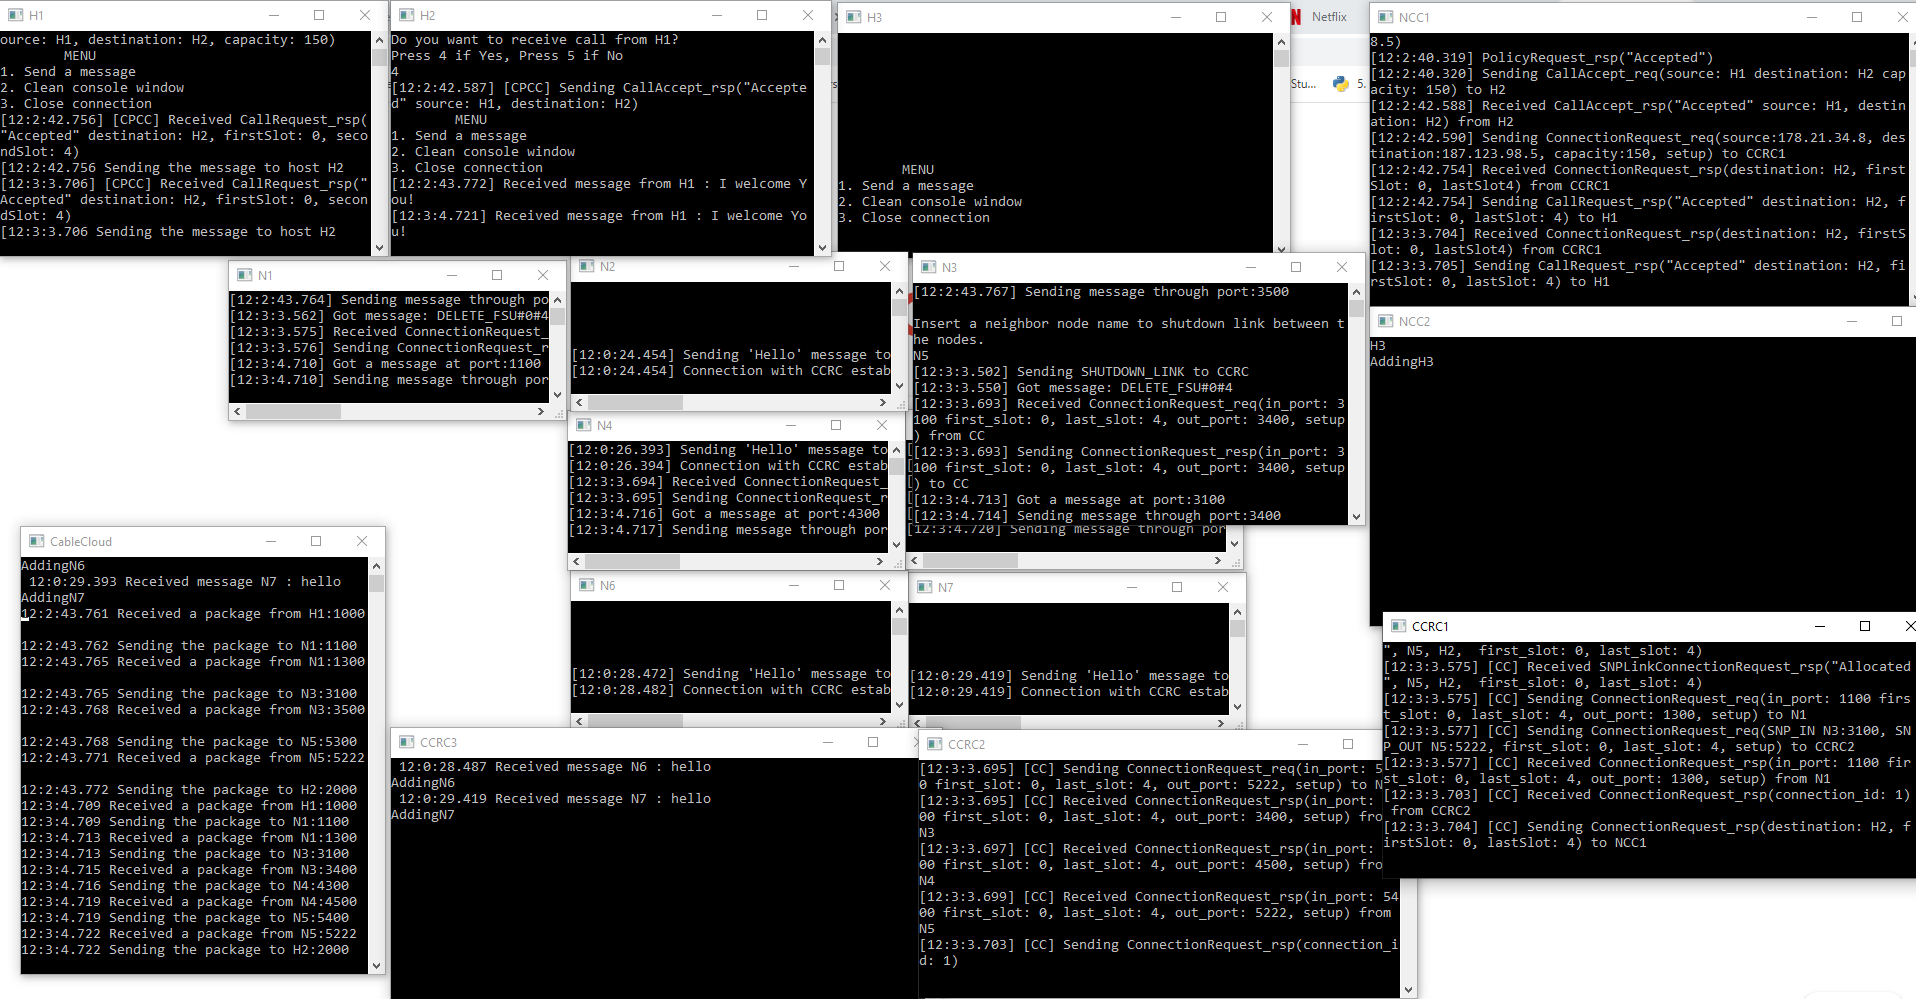 H1
ource: H1, destination: H2, capacity: 150)
MENU
1. Send a message
2. Clean console window
3. Close connection
[12:2:42.756] [CPCC] Received CallRequest_rsp(
"Accepted" destination: H2, firstSlot: 0, seco
ndSlot: 4)
[12:2:42.756 Sending the message to host H2
[12:3:3.706] [CPCC] Received CallRequest_rsp("
Accepted" destination: H2, firstSlot: 0, secon
dSlot: 4)
[12:3:3.706 Sending the message to host H2
H2
Do you want to receive call from H1?
Press 4 if Yes, Press 5 if No
4
[12:2:42.587] [CPCC] Sending CallAccept_rsp("Accepte
d" source: H1, destination: H2)
MENU
1. Send a message
2. Clean console window
3. Close connection
[12:2:43.772] Received message from H1 : I welcome Y
ou!
[12:3:4.721] Received message from H1 : I welcome Yo
u!
H3
MENU
1. Send a message
2. Clean console window
3. Close connection
Netflix
Stu...
5.
NCC1
8.5)
[12:2:40.319] PolicyRequest_rsp("Accepted")
[12:2:40.320] Sending CallAccept_req(source: H1 destination: H2 cap
acity: 150) to H2
[12:2:42.588] Received CallAccept_rsp("Accepted" source: H1, destin
ation: H2) from H2
[12:2:42.590] Sending ConnectionRequest_req(source:178.21.34.8, des
tination:187.123.98.5, capacity:150, setup) to CCRC1
[12:2:42.754] Received ConnectionRequest_rsp(destination: H2, first
Slot: 0, lastSlot4) from CCRC1
[12:2:42.754] Sending CallRequest_rsp("Accepted" destination: H2, f
irstSlot: 0, lastSlot: 4) to H1
[12:3:3.704] Received ConnectionRequest_rsp(destination: H2, firstS
lot: 0, lastSlot4) from CCRC1
[12:3:3.705] Sending CallRequest_rsp("Accepted" destination: H2, fi
rstSlot: 0, lastSlot: 4) to H1
N1
[12:2:43.764] Sending message through po
[12:3:3.562] Got message: DELETE_FSU#0#4
[12:3:3.575] Received ConnectionRequest_
[12:3:3.576] Sending ConnectionRequest_r
[12:3:4.710] Got a message at port:1100
[12:3:4.710] Sending message through por
N2
[12:0:24.454] Sending 'Hello' message to
[12:0:24.454] Connection with CCRC estab
N3
[12:2:43.767] Sending message through port:3500
Insert a neighbor node name to shutdown link between t
he nodes.
N5
[12:3:3.502] Sending SHUTDOWN_LINK to CCRC
[12:3:3.550] Got message: DELETE_FSU#0#4
[12:3:3.693] Received ConnectionRequest_req(in_port: 3
100 first_slot: 0, last_slot: 4, out_port: 3400, setup
) from CC
[12:3:3.693] Sending ConnectionRequest_resp(in_port: 3
100 first_slot: 0, last_slot: 4, out_port: 3400, setup
) to CC
[12:3:4.713] Got a message at port:3100
[12:3:4.714] Sending message through port:3400
[12:3:4.720] Sending message through por
NCC2
H3
AddingH3
N4
[12:0:26.393] Sending 'Hello' message to
[12:0:26.394] Connection with CCRC estab
[12:3:3.694] Received ConnectionRequest_
[12:3:3.695] Sending ConnectionRequest_r
[12:3:4.716] Got a message at port:4300
[12:3:4.717] Sending message through por
CableCloud
AddingN6
12:0:29.393 Received message N7 : hello
AddingN7
12:2:43.761 Received a package from H1:1000
12:2:43.762 Sending the package to N1:1100
12:2:43.765 Received a package from N1:1300
12:2:43.765 Sending the package to N3:3100
12:2:43.768 Received a package from N3:3500
12:2:43.768 Sending the package to N5:5300
12:2:43.771 Received a package from N5:5222
12:2:43.772 Sending the package to H2:2000
12:3:4.709 Received a package from H1:1000
12:3:4.709 Sending the package to N1:1100
12:3:4.713 Received a package from N1:1300
12:3:4.713 Sending the package to N3:3100
12:3:4.715 Received a package from N3:3400
12:3:4.716 Sending the package to N4:4300
12:3:4.719 Received a package from N4:4500
12:3:4.719 Sending the package to N5:5400
12:3:4.722 Received a package from N5:5222
12:3:4.722 Sending the package to H2:2000
N6
[12:0:28.472] Sending 'Hello' message to
[12:0:28.482] Connection with CCRC estab
N7
[12:0:29.419] Sending 'Hello' message to
[12:0:29.419] Connection with CCRC estab
CCRC3
12:0:28.487 Received message N6 : hello
AddingN6
12:0:29.419 Received message N7 : hello
AddingN7
CCRC2
[12:3:3.695] [CC] Sending ConnectionRequest_req(in_port: 5
0 first_slot: 0, last_slot: 4, out_port: 5222, setup) to N
[12:3:3.695] [CC] Received ConnectionRequest_rsp(in_port:
00 first_slot: 0, last_slot: 4, out_port: 3400, setup) fro
N3
[12:3:3.697] [CC] Received ConnectionRequest_rsp(in_port:
00 first_slot: 0, last_slot: 4, out_port: 4500, setup) fro
N4
[12:3:3.699] [CC] Received ConnectionRequest_rsp(in_port: 54
00 first_slot: 0, last_slot: 4, out_port: 5222, setup) from
N5
[12:3:3.703] [CC] Sending ConnectionRequest_rsp(connection_i
d: 1)
CCRC1
", N5, H2,  first_slot: 0, last_slot: 4)
[12:3:3.575] [CC] Received SNPLinkConnectionRequest_rsp("Allocated
", N5, H2,  first_slot: 0, last_slot: 4)
[12:3:3.575] [CC] Sending ConnectionRequest_req(in_port: 1100 firs
t_slot: 0, last_slot: 4, out_port: 1300, setup) to N1
[12:3:3.577] [CC] Sending ConnectionRequest_req(SNP_IN N3:3100, SN
P_OUT N5:5222, first_slot: 0, last_slot: 4, setup) to CCRC2
[12:3:3.577] [CC] Received ConnectionRequest_rsp(in_port: 1100 fir
st_slot: 0, last_slot: 4, out_port: 1300, setup) from N1
[12:3:3.703] [CC] Received ConnectionRequest_rsp(connection_id: 1)
from CCRC2
[12:3:3.704] [CC] Sending ConnectionRequest_rsp(destination: H2, f
irstSlot: 0, lastSlot: 4) to NCC1